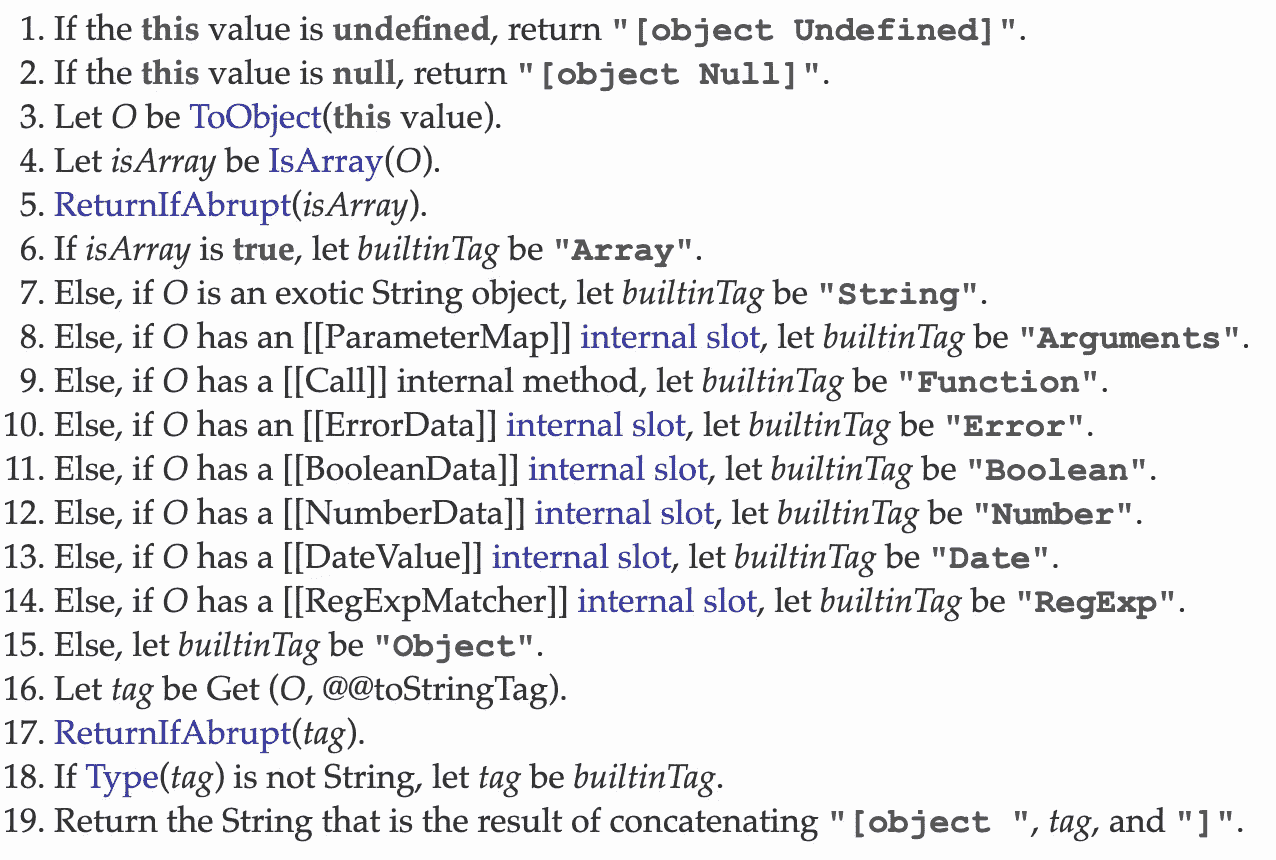 1. If the this value is undefined, return "[object Undefined]".
2. If the this value is null, return "[object Null]".
3. Let O be ToObject(this value).
4. Let isArray be IsArray(O).
5. ReturnIfAbrupt(isArray).
6. If isArray is true, let builtinTag be "Array".
7. Else, if O is an exotic String object, let builtinTag be "String".
8. Else, if O has an [[ParameterMap]] internal slot, let builtinTag be "Arguments".
9. Else, if O has a [[Call]] internal method, let builtinTag be "Function".
10. Else, if O has an [[ErrorData]] internal slot, let builtinTag be "Error".
11. Else, if O has a [[BooleanData]] internal slot, let builtinTag be "Boolean".
12. Else, if O has a [[NumberData]] internal slot, let builtinTag be "Number".
13. Else, if O has a [[DateValue]] internal slot, let builtinTag be "Date".
14. Else, if O has a [[RegExpMatcher]] internal slot, let builtinTag be "RegExp".
15. Else, let builtinTag be "Object".
16. Let tag be Get (O, @@toStringTag).
17. ReturnIfAbrupt(tag).
18. If Type(tag) is not String, let tag be builtinTag.
19. Return the String that is the result of concatenating "[object ", tag, and "]".